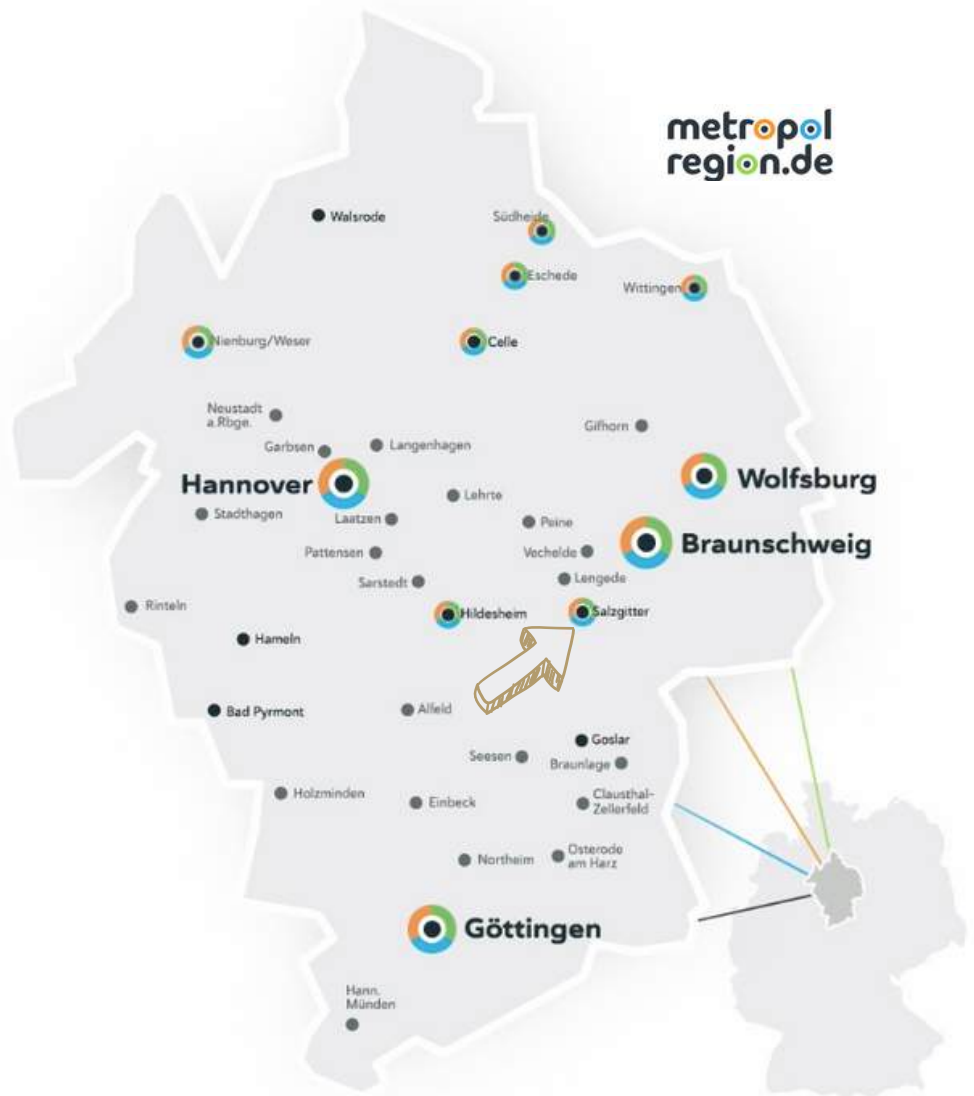 metropol
region.de
Walsrode
Südheide
Eschede
Wittingen
Nienburg/Weser
Celle
Neustadt
a.Rbge.
Gifhorn
Garbsen
Langenhagen
Hannover
Wolfsburg
Lehrte
Stadthagen
Laatzen
Peine
Braunschweig
Pattensen
Vechelde
Sarstedt
Lengede
Rinteln
Hildesheim
Salzgitter
Hameln
Bad Pyrmont
Alfeld
Goslar
Seesen
Braunlage
Holzminden
Einbeck
Clausthal-
Zellerfeld
Northeim
Osterode
am Harz
Göttingen
Hann.
Münden